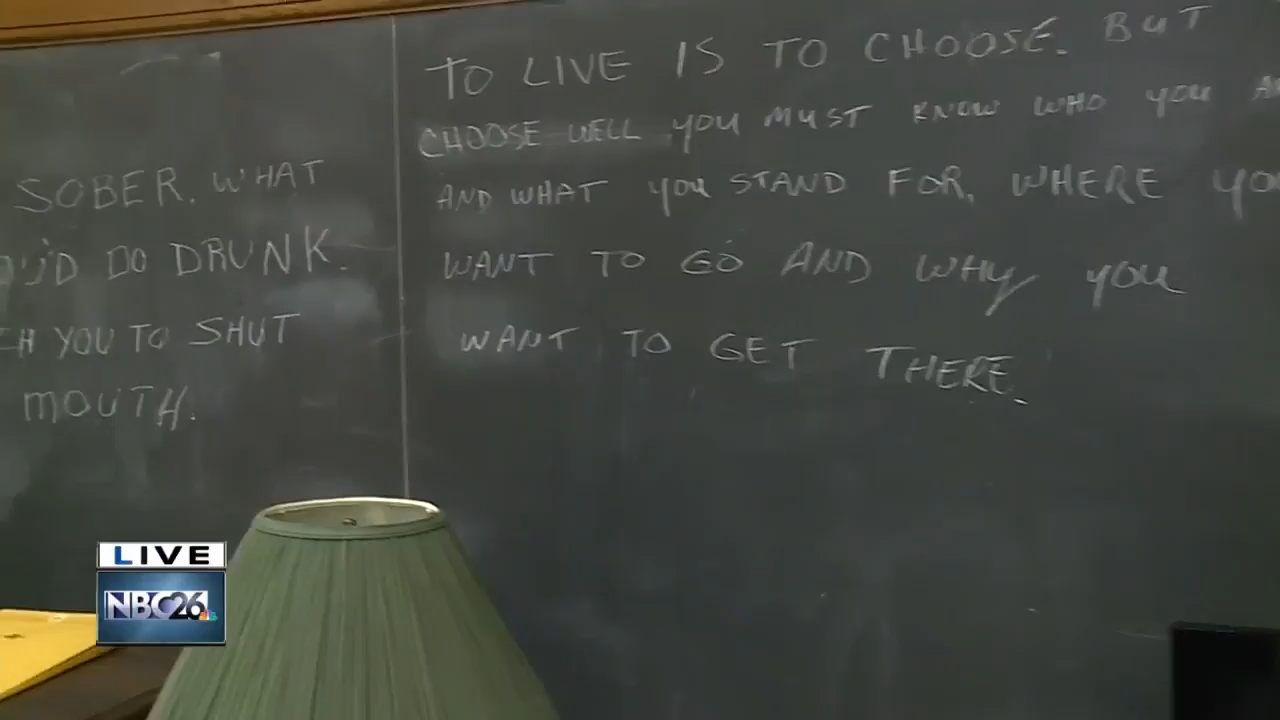 SOBER. WHAT
DO DRUNK.
YOU TO SHUT
MOUTH.
TO LIVE IS TO CHOOSE. BUT
CHOOSE WELL you MUST KNOW WHO you
AND WHAT you STAND FOR, WHERE
WANT TO GO AND WHY you
WANT TO GET THERE.
LIVE
NBC26